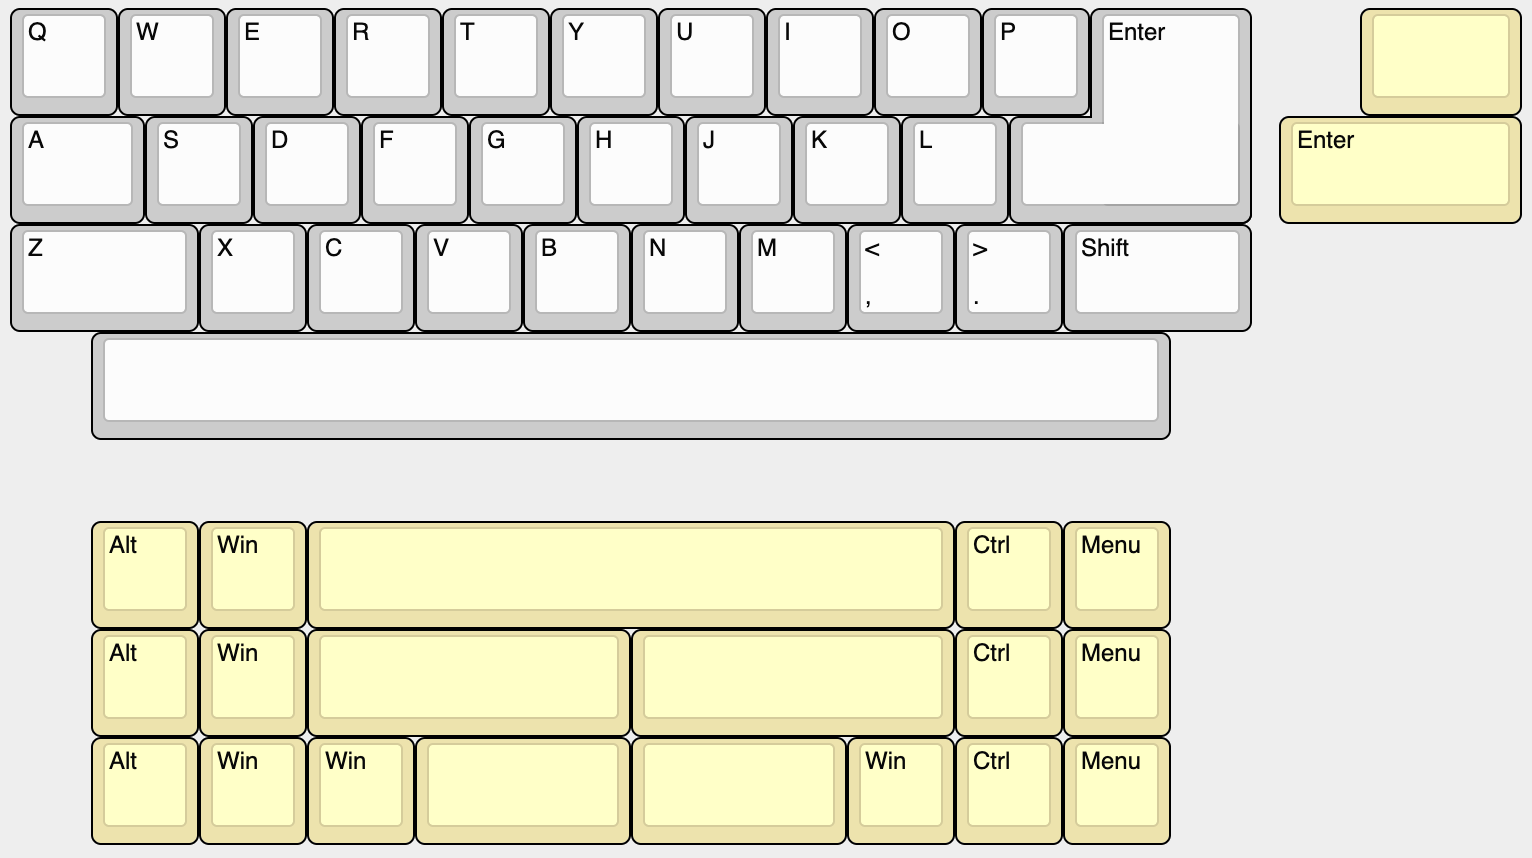 Q W E R T Y U I O P Enter
A S D F G H J K L Enter
Z X C V B N M < > Shift
, .
Alt Win Ctrl Menu
Alt Win Ctrl Menu
Alt Win Win Win Ctrl Menu